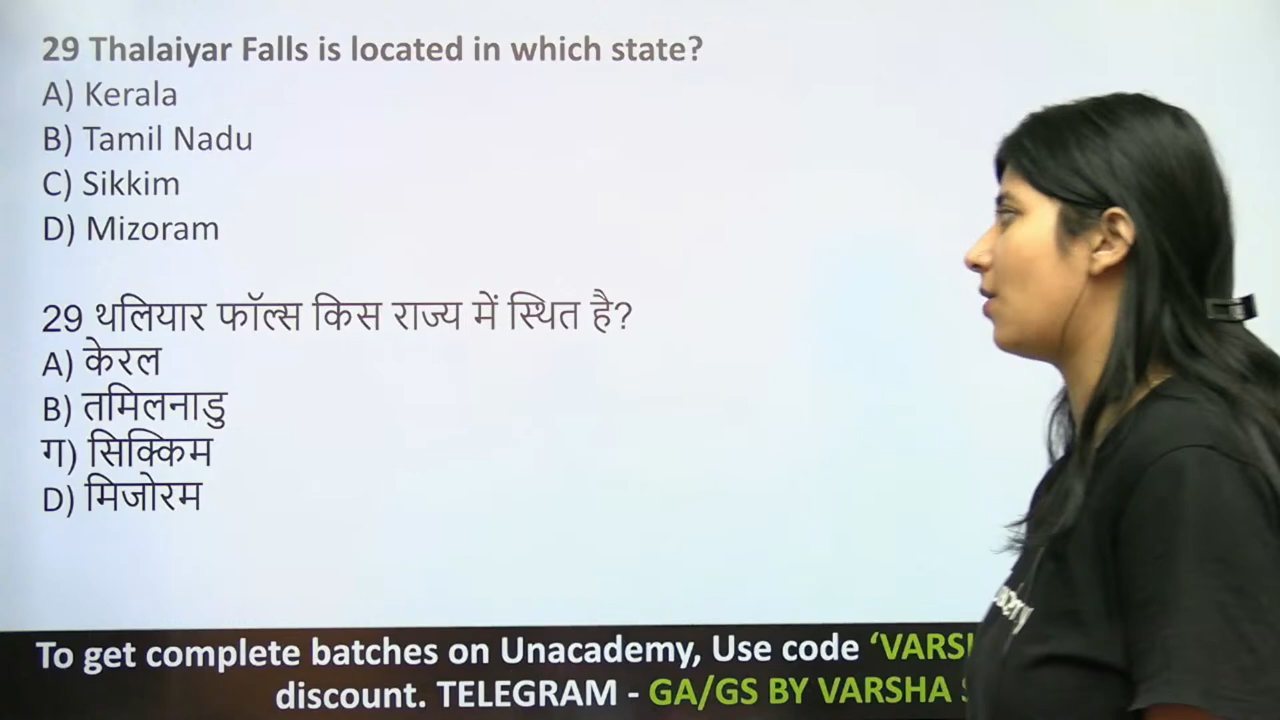 29 Thalaiyar Falls is located in which state?
A) Kerala
B) Tamil Nadu
C) Sikkim
D) Mizoram
29 थलियार फॉल्स किस राज्य में स्थित है?
A) केरल
B) तमिलनाडु
ग) सिक्किम
D) मिजोरम
To get complete batches on Unacademy, Use code
discount. TELEGRAM - GA/GS BY VARSHA